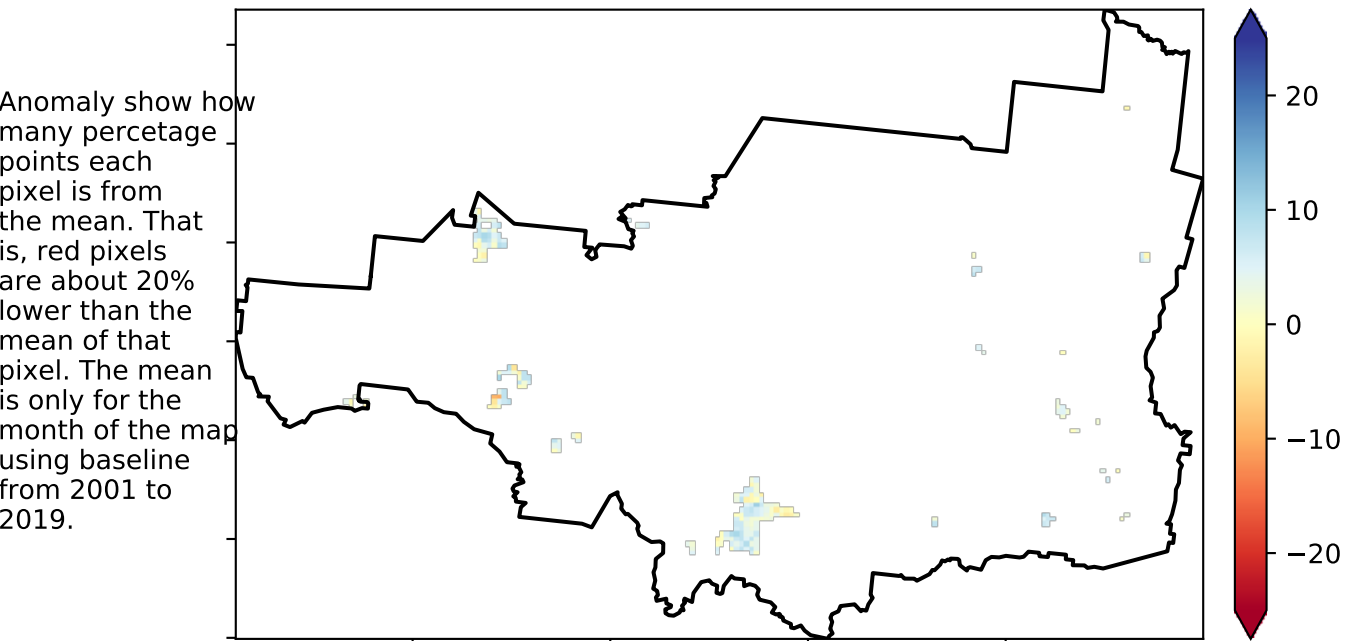 Anomaly show how
many percetage
points each
pixel is from
the mean. That
is, red pixels
are about 20%
lower than the
mean of that
pixel. The mean
is only for the
month of the map
using baseline
from 2001 to
2019.
20
10
0
−10
−20